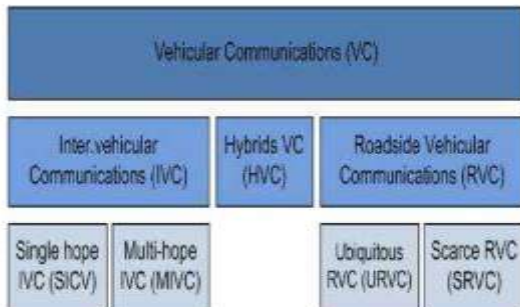 Vehicular Communications (VC)
Inter.vehicular
Communications (IVC)
Hybrids VC
(HVC)
Roadside Vehicular
Communications (RVC)
Single hope
IVC (SICV)
Multi-hope
IVC (MIVC)
Ubiquitous
RVC (URVC)
Scarce RVC
(SRVC)